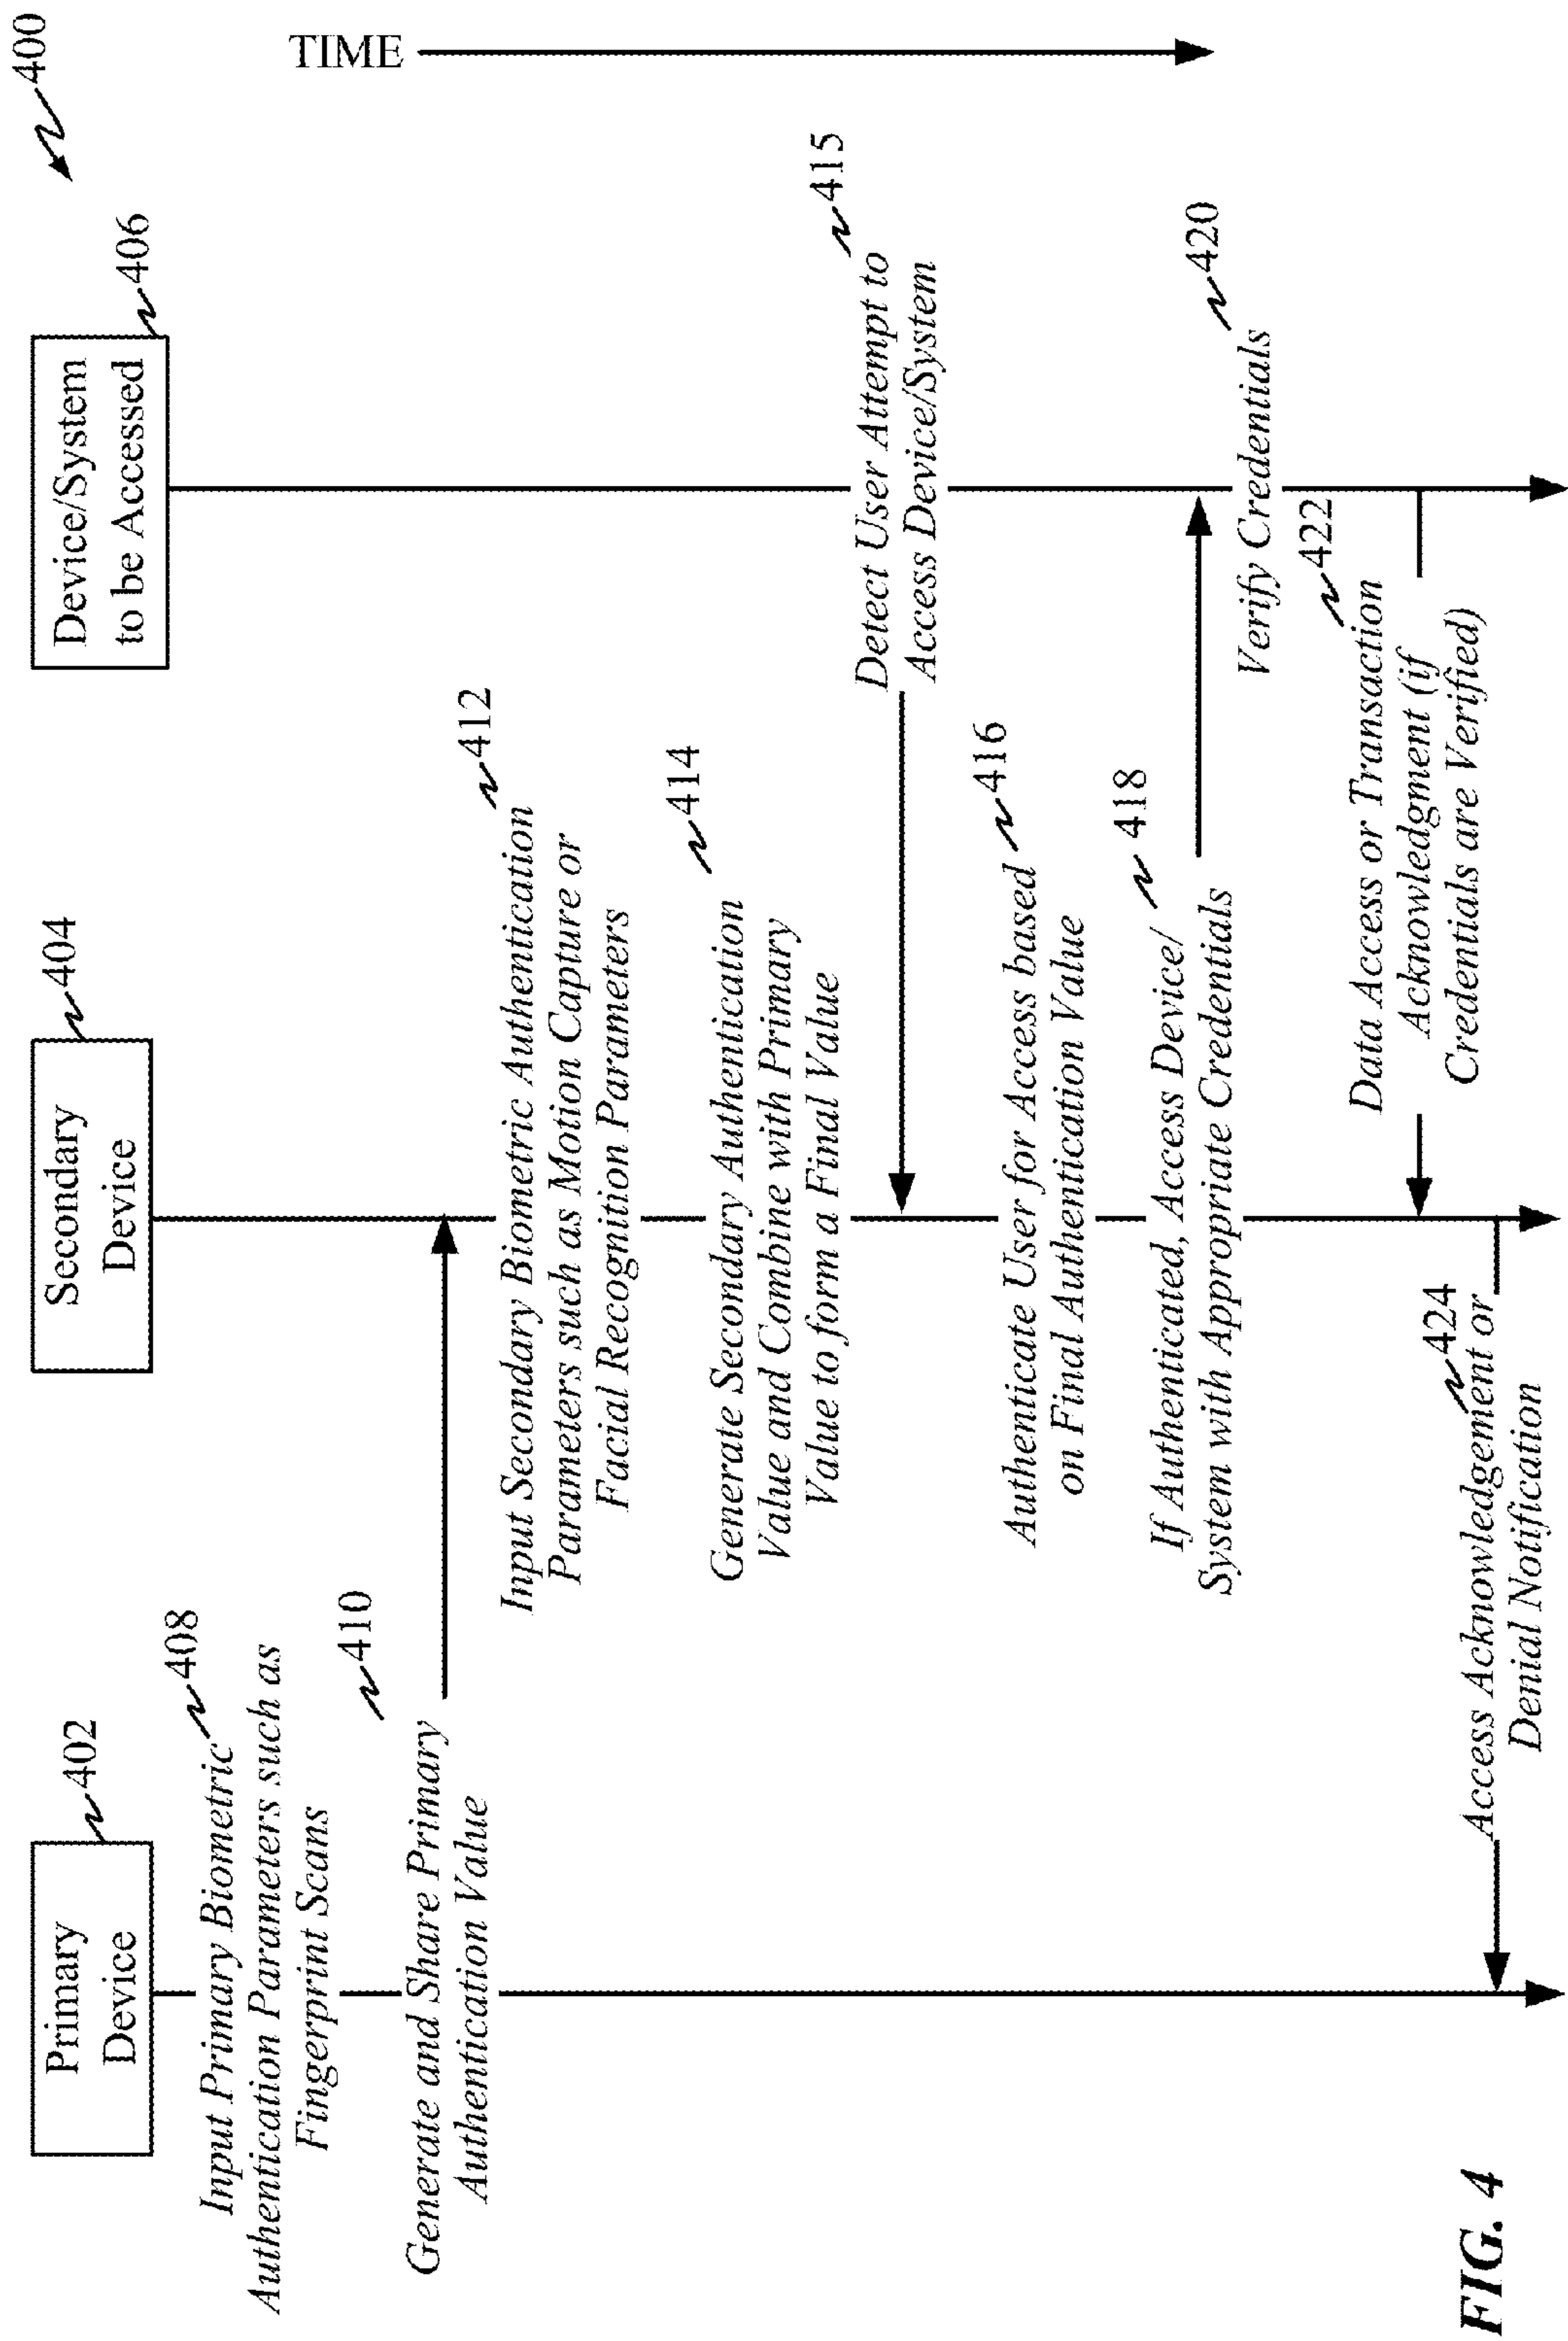 400
TIME
Primary
Device
402
Secondary
Device
404
Device/System
to be Accessed
406
Input Primary Biometric
Authentication Parameters such as
Fingerprint Scans
408
Generate and Share Primary
Authentication Value
410
Input Secondary Biometric Authentication
Parameters such as Motion Capture or
Facial Recognition Parameters
412
Generate Secondary Authentication
Value and Combine with Primary
Value to form a Final Value
414
Detect User Attempt to
Access Device/System
415
Authenticate User for Access based
on Final Authentication Value
416
If Authenticated, Access Device/
System with Appropriate Credentials
418
Verify Credentials
420
Data Access or Transaction
Acknowledgment (if
Credentials are Verified)
422
Access Acknowledgement or
Denial Notification
424
FIG. 4